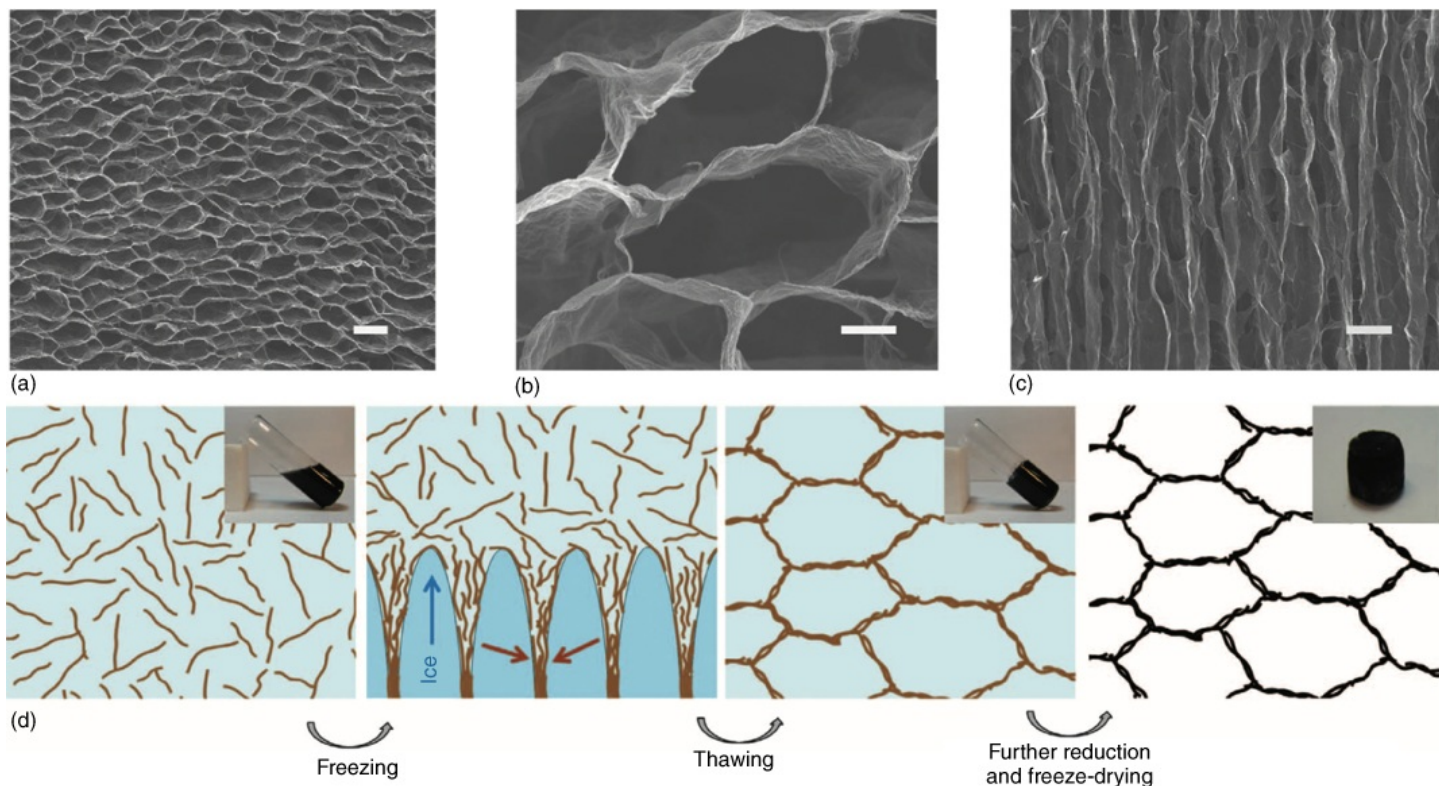 (a)
(b)
(c)
Ice
(d)
Freezing
Thawing
Further reduction
and freeze-drying